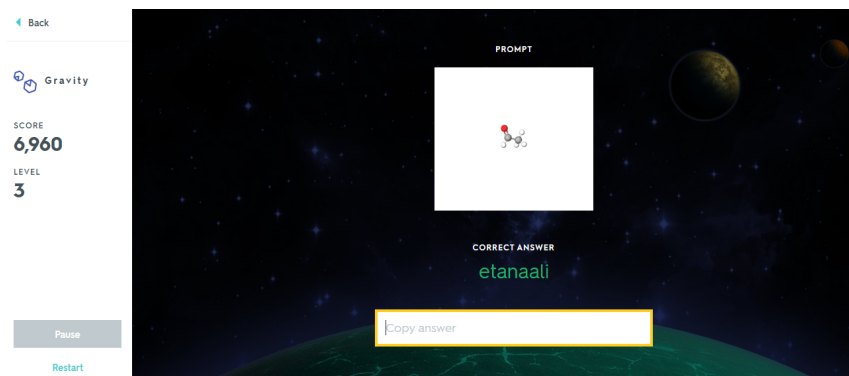 Back
Gravity
SCORE
6,960
LEVEL
3
Pause
Restart
PROMPT
CORRECT ANSWER
etanaali
Copy answer